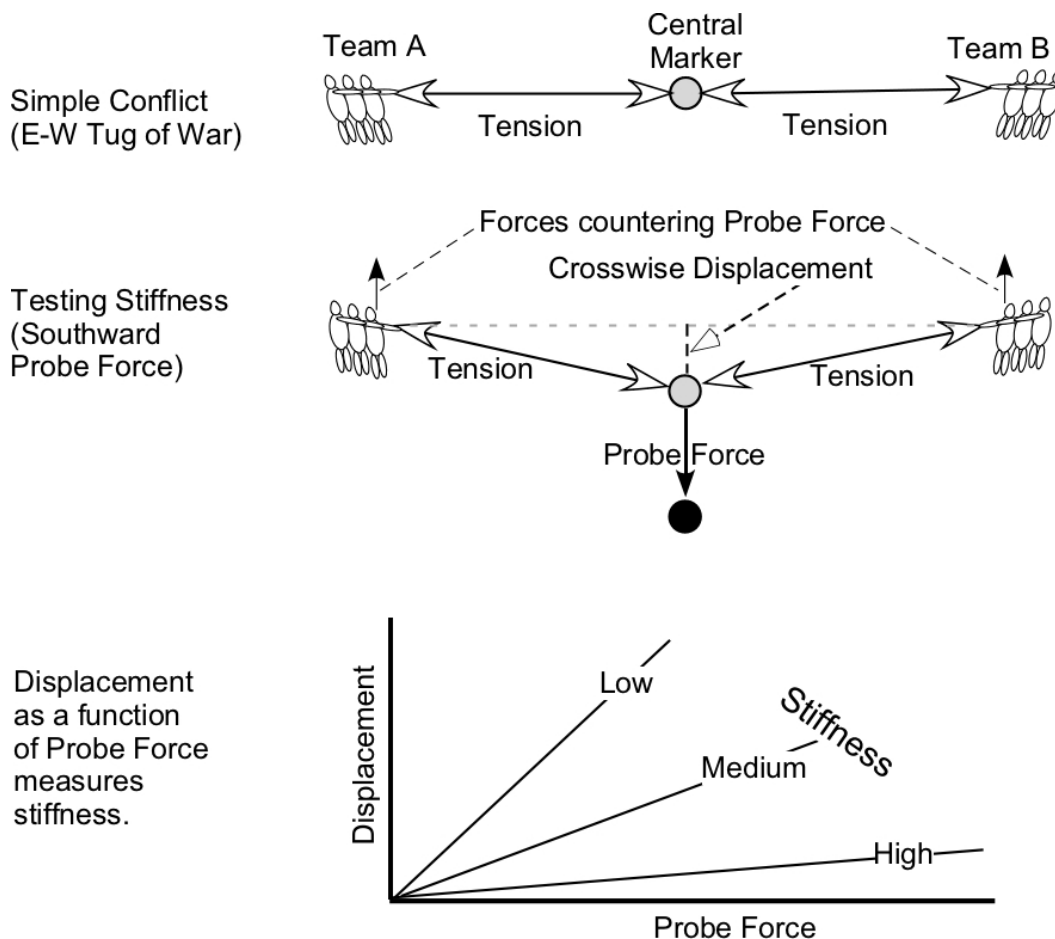 Team A
Central
Marker
Team B
Simple Conflict
(E-W Tug of War)
Tension
Tension
Forces countering Probe Force
Crosswise Displacement
Testing Stiffness
(Southward
Probe Force)
Tension
Tension
Probe Force
Displacement
as a function
of Probe Force
measures
stiffness.
Displacement
Low
Stiffness
Medium
High
Probe Force